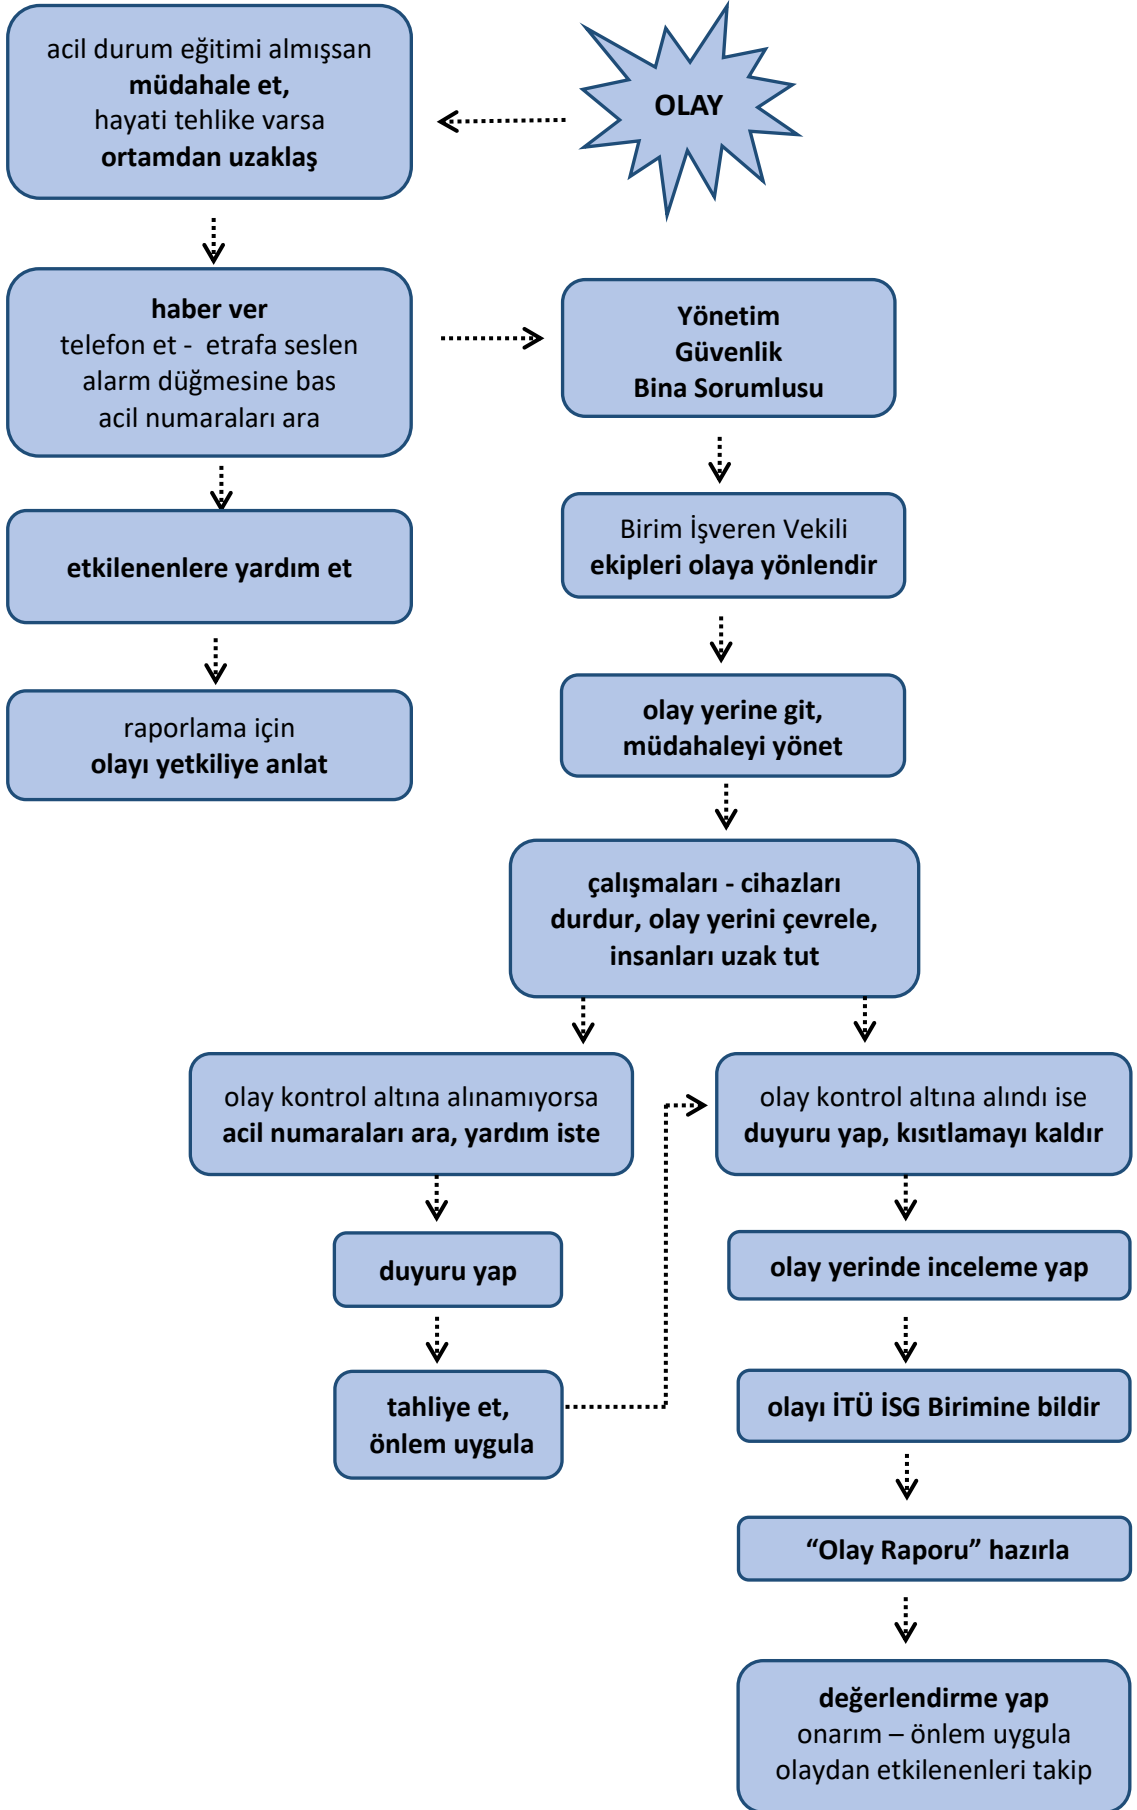 acil durum eğitimi almışsan
müdahale et,
hayati tehlike varsa
ortamdan uzaklaş
OLAY
haber ver
telefon et - etrafa seslen
alarm düğmesine bas
acil numaraları ara
Yönetim
Güvenlik
Bina Sorumlusu
etkilenenlere yardım et
Birim İşveren Vekili
ekipleri olaya yönlendir
raporlama için
olayı yetkiliye anlat
olay yerine git,
müdahaleyi yönet
çalışmaları - cihazları
durdur, olay yerini çevrele,
insanları uzak tut
olay kontrol altına alınamıyorsa
acil numaraları ara, yardım iste
olay kontrol altına alındı ise
duyuru yap, kısıtlamayı kaldır
duyuru yap
olay yerinde inceleme yap
tahliye et,
önlem uygula
olayı İTÜ İSG Birimine bildir
“Olay Raporu” hazırla
değerlendirme yap
onarım – önlem uygula
olaydan etkilenenleri takip